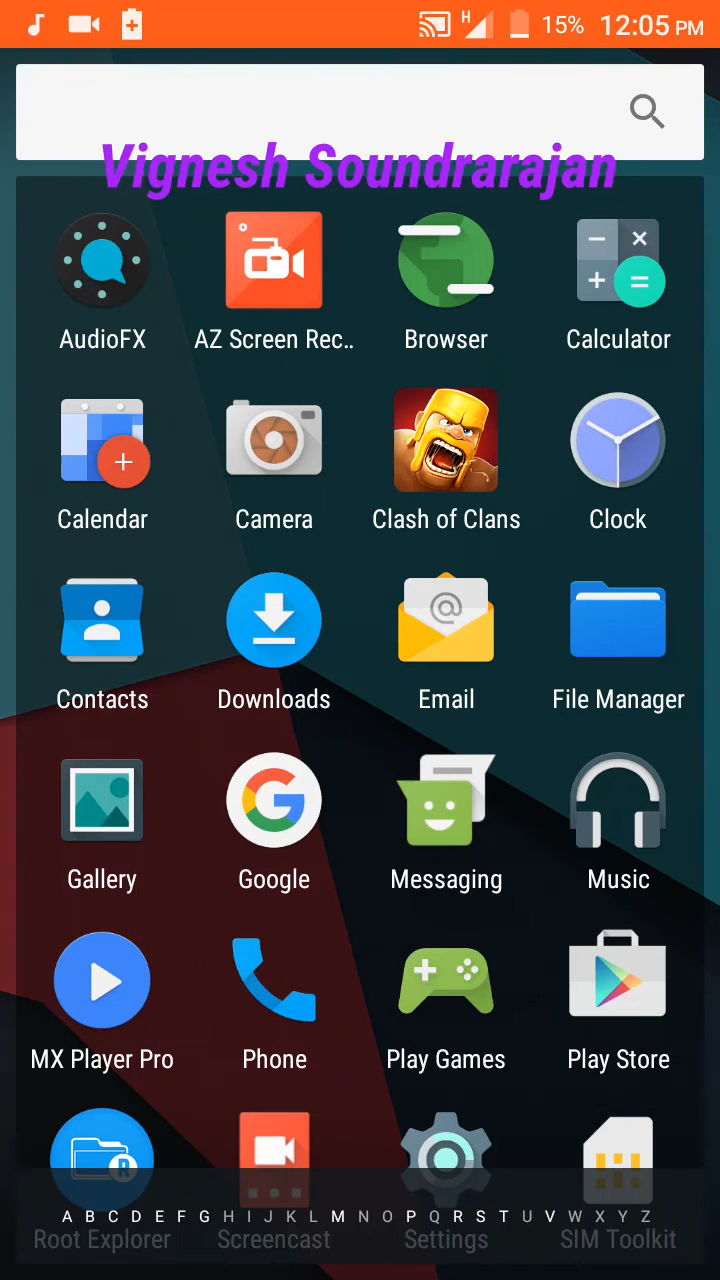 H 15% 12:05 PM
Vignesh Soundrarajan
AudioFX AZ Screen Rec.. Browser Calculator
Calendar Camera Clash of Clans Clock
Contacts Downloads Email File Manager
Gallery Google Messaging Music
MX Player Pro Phone Play Games Play Store
R
A B C D E F G H I J K L M N O P Q R S T U V W X Y Z
Root Explorer Screencast Settings SIM Toolkit